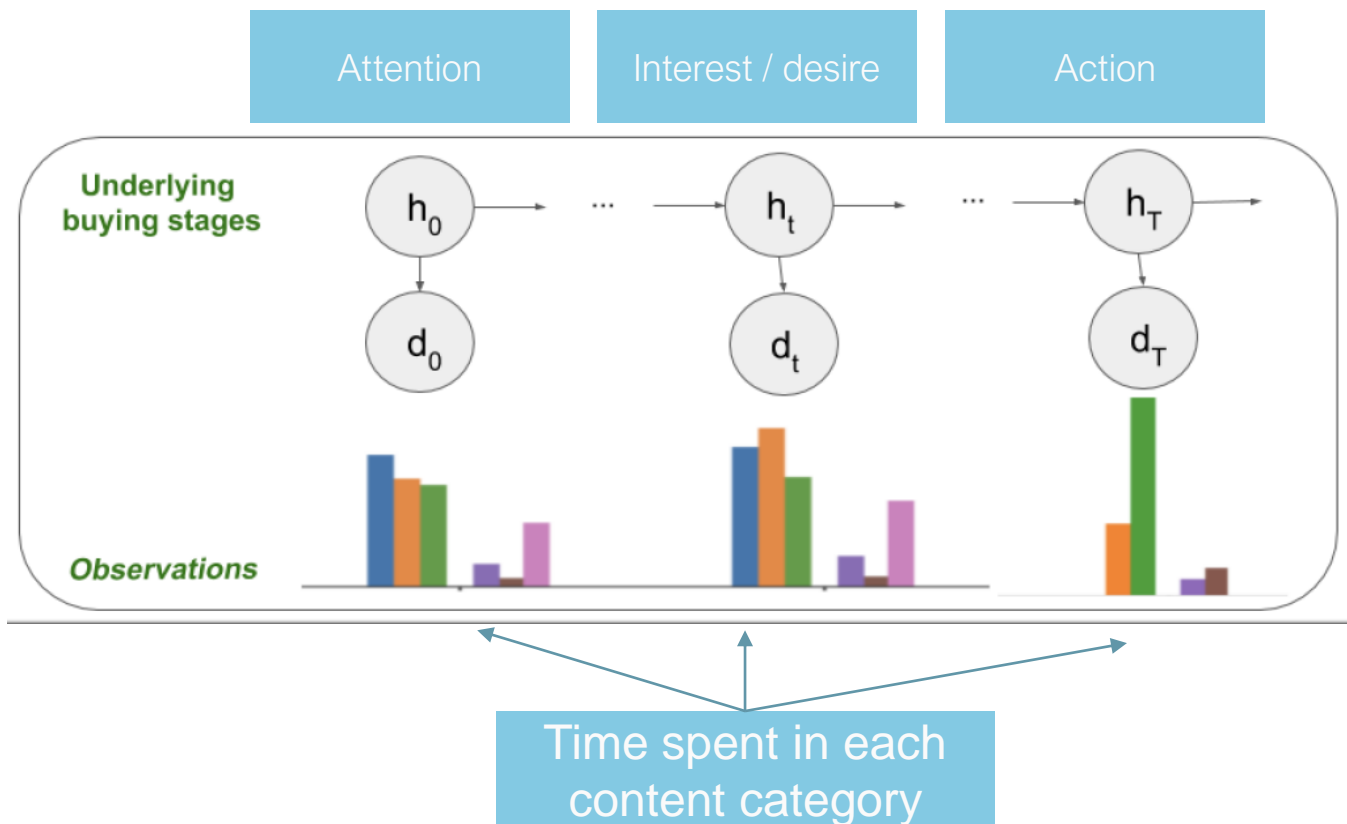 Attention
Interest / desire
Action
Underlying
buying stages
h0
...
ht
...
hT
d0
dt
dT
Observations
Time spent in each
content category